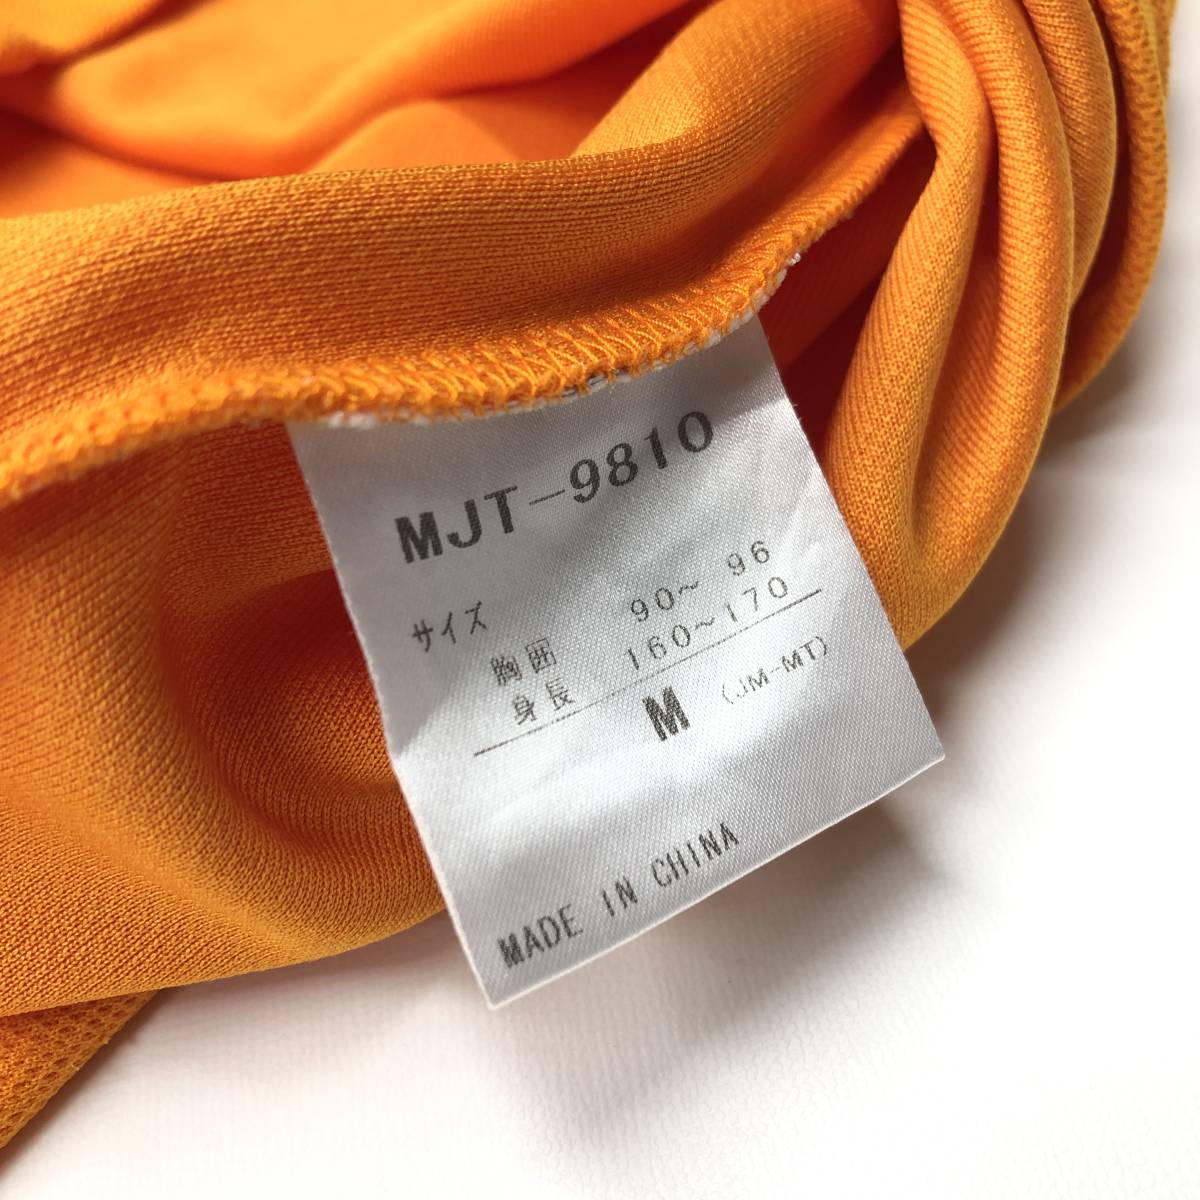 MJT-9810
サイズ
胸囲 90~ 96
身長 160~170
M (JM-MT)
MADE IN CHINA